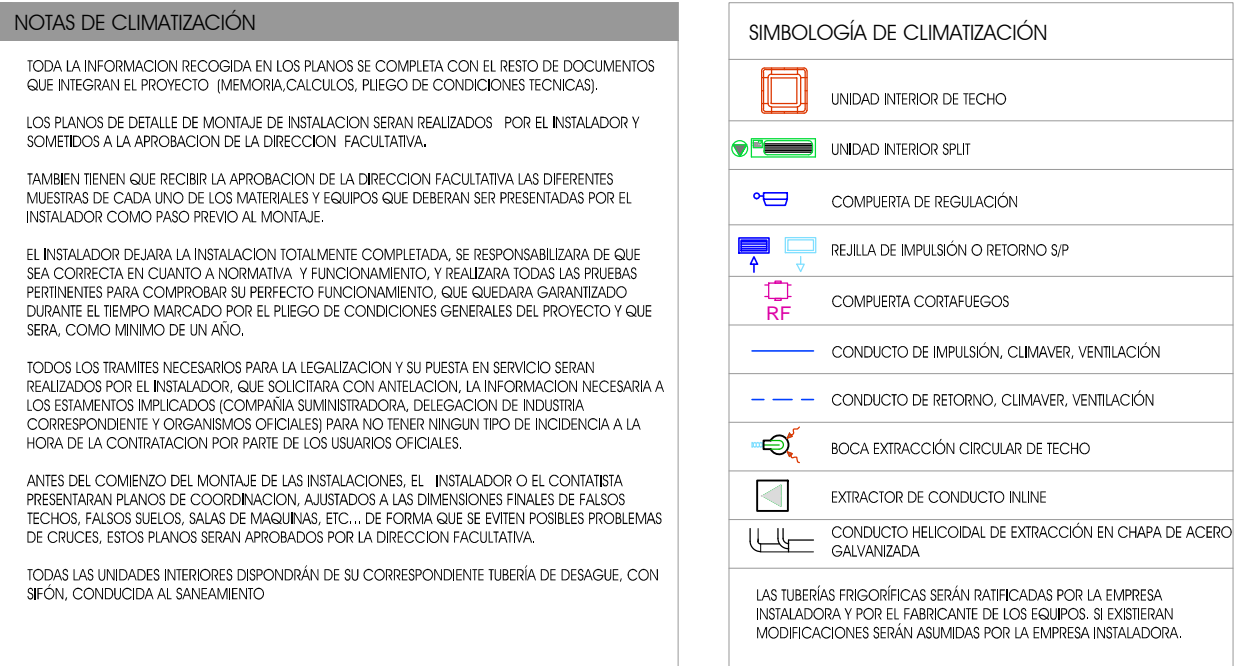 NOTAS DE CLIMATIZACIÓN
TODA LA INFORMACION RECOGIDA EN LOS PLANOS SE COMPLETA CON EL RESTO DE DOCUMENTOS
QUE INTEGRAN EL PROYECTO (MEMORIA,CALCULOS, PLIEGO DE CONDICIONES TECNICAS).
LOS PLANOS DE DETALLE DE MONTAJE DE INSTALACION SERAN REALIZADOS POR EL INSTALADOR Y
SOMETIDOS A LA APROBACION DE LA DIRECCION FACULTATIVA.
TAMBIEN TIENEN QUE RECIBIR LA APROBACION DE LA DIRECCION FACULTATIVA LAS DIFERENTES
MUESTRAS DE CADA UNO DE LOS MATERIALES Y EQUIPOS QUE DEBERAN SER PRESENTADAS POR EL
INSTALADOR COMO PASO PREVIO AL MONTAJE.
EL INSTALADOR DEJARA LA INSTALACION TOTALMENTE COMPLETADA, SE RESPONSABILIZARA DE QUE
SEA CORRECTA EN CUANTO A NORMATIVA Y FUNCIONAMIENTO, Y REALIZARA TODAS LAS PRUEBAS
PERTINENTES PARA COMPROBAR SU PERFECTO FUNCIONAMIENTO, QUE QUEDARA GARANTIZADO
DURANTE EL TIEMPO MARCADO POR EL PLIEGO DE CONDICIONES GENERALES DEL PROYECTO Y QUE
SERA, COMO MINIMO DE UN AÑO.
TODOS LOS TRAMITES NECESARIOS PARA LA LEGALIZACION Y SU PUESTA EN SERVICIO SERAN
REALIZADOS POR EL INSTALADOR, QUE SOLICITARA CON ANTELACION, LA INFORMACION NECESARIA A
LOS ESTAMENTOS IMPLICADOS (COMPAÑIA SUMINISTRADORA, DELEGACION DE INDUSTRIA
CORRESPONDIENTE Y ORGANISMOS OFICIALES) PARA NO TENER NINGUN TIPO DE INCIDENCIA A LA
HORA DE LA CONTRATACION POR PARTE DE LOS USUARIOS OFICIALES.
ANTES DEL COMIENZO DEL MONTAJE DE LAS INSTALACIONES, EL INSTALADOR O EL CONTATISTA
PRESENTARAN PLANOS DE COORDINACION, AJUSTADOS A LAS DIMENSIONES FINALES DE FALSOS
TECHOS, FALSOS SUELOS, SALAS DE MAQUINAS, ETC... DE FORMA QUE SE EVITEN POSIBLES PROBLEMAS
DE CRUCES, ESTOS PLANOS SERAN APROBADOS POR LA DIRECCION FACULTATIVA.
TODAS LAS UNIDADES INTERIORES DISPONDRÁN DE SU CORRESPONDIENTE TUBERÍA DE DESAGUE, CON
SIFÓN, CONDUCIDA AL SANEAMIENTO
SIMBOLOGÍA DE CLIMATIZACIÓN
UNIDAD INTERIOR DE TECHO
UNIDAD INTERIOR SPLIT
COMPUERTA DE REGULACIÓN
REJILLA DE IMPULSIÓN O RETORNO S/P
RF
COMPUERTA CORTAFUEGOS
CONDUCTO DE IMPULSIÓN, CLIMAVER, VENTILACIÓN
CONDUCTO DE RETORNO, CLIMAVER, VENTILACIÓN
BOCA EXTRACCIÓN CIRCULAR DE TECHO
EXTRACTOR DE CONDUCTO INLINE
CONDUCTO HELICOIDAL DE EXTRACCIÓN EN CHAPA DE ACERO
GALVANIZADA
LAS TUBERÍAS FRIGORÍFICAS SERÁN RATIFICADAS POR LA EMPRESA
INSTALADORA Y POR EL FABRICANTE DE LOS EQUIPOS. SI EXISTIERAN
MODIFICACIONES SERÁN ASUMIDAS POR LA EMPRESA INSTALADORA.